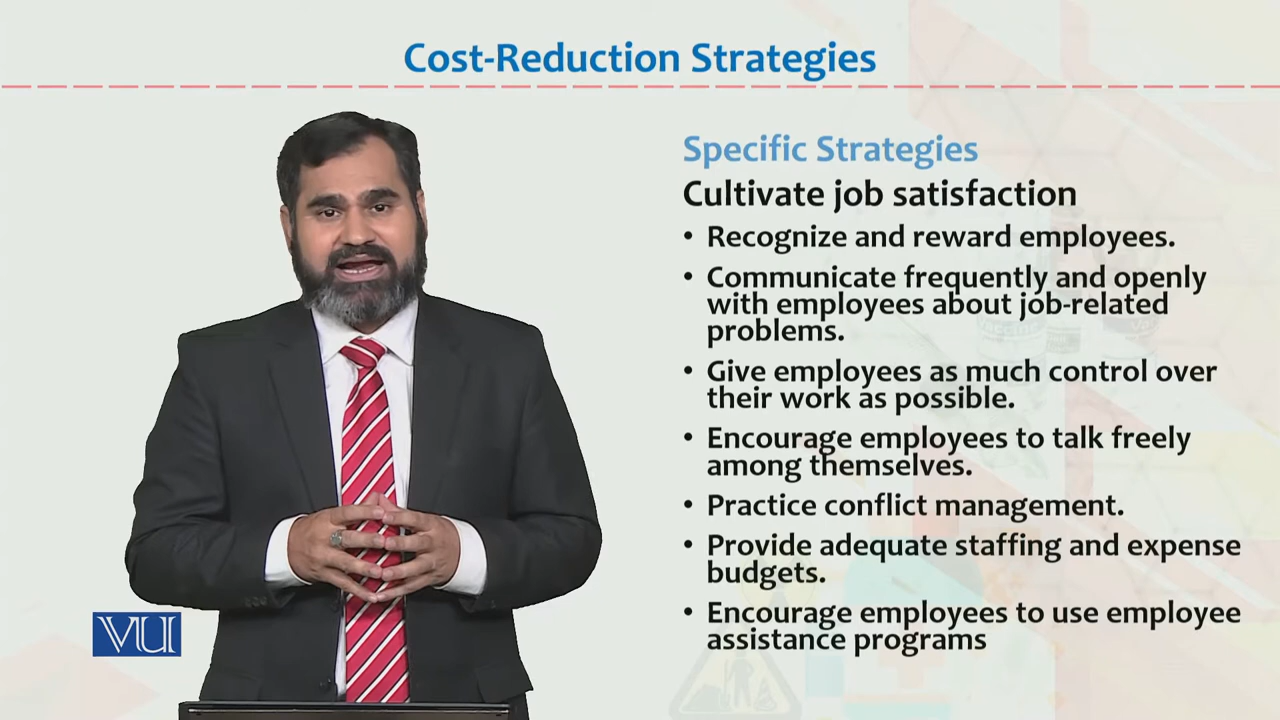 Cost-Reduction Strategies
Specific Strategies
Cultivate job satisfaction
• Recognize and reward employees.
• Communicate frequently and openly
with employees about job-related
problems.
• Give employees as much control over
their work as possible.
• Encourage employees to talk freely
among themselves.
• Practice conflict management.
• Provide adequate staffing and expense
budgets.
• Encourage employees to use employee
assistance programs
VU